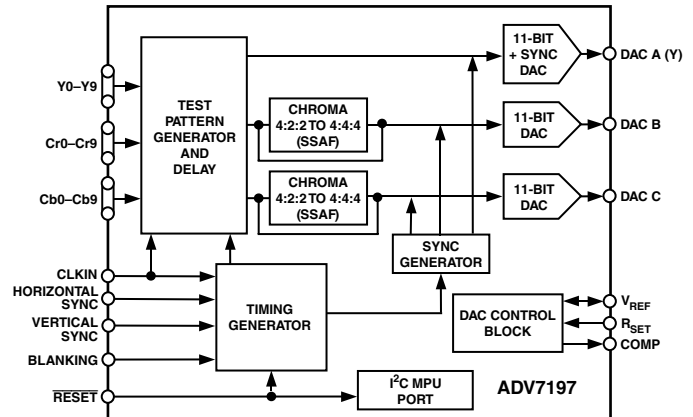 Y0–Y9
Cr0–Cr9
Cb0–Cb9
TEST
PATTERN
GENERATOR
AND
DELAY
CHROMA
4:2:2 TO 4:4:4
(SSAF)
CHROMA
4:2:2 TO 4:4:4
(SSAF)
11-BIT
+ SYNC
DAC
DAC A (Y)
11-BIT
DAC
DAC B
11-BIT
DAC
DAC C
SYNC
GENERATOR
CLKIN
HORIZONTAL
SYNC
VERTICAL
SYNC
BLANKING
RESET
TIMING
GENERATOR
DAC CONTROL
BLOCK
VREF
RSET
COMP
I2C MPU
PORT
ADV7197